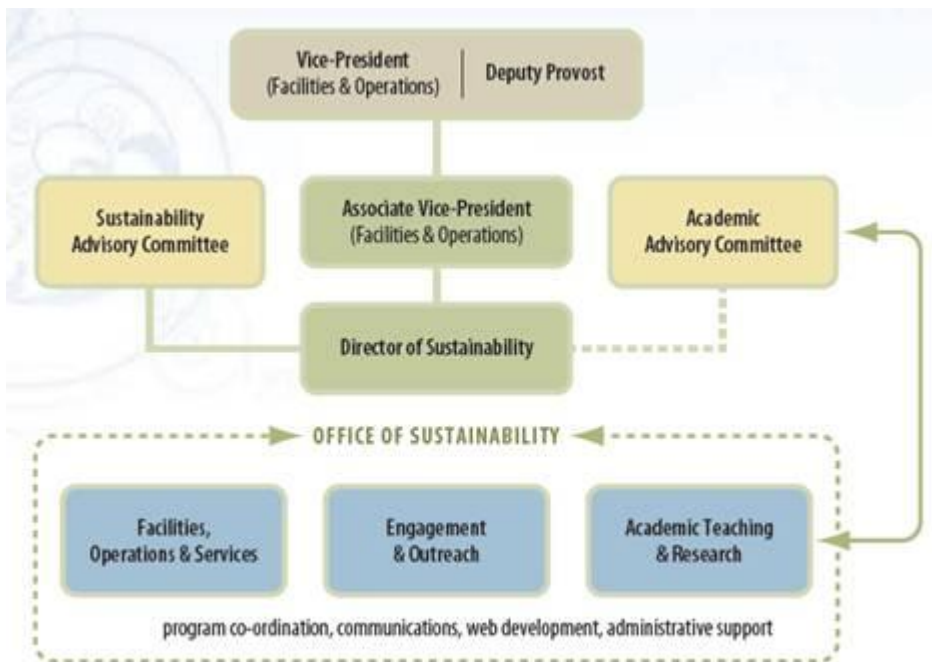 Vice-President
(Facilities & Operations)
Deputy Provost
Sustainability
Advisory Committee
Associate Vice-President
(Facilities & Operations)
Academic
Advisory Committee
Director of Sustainability
OFFICE OF SUSTAINABILITY
Facilities,
Operations & Services
Engagement
& Outreach
Academic Teaching
& Research
program co-ordination, communications, web development, administrative support